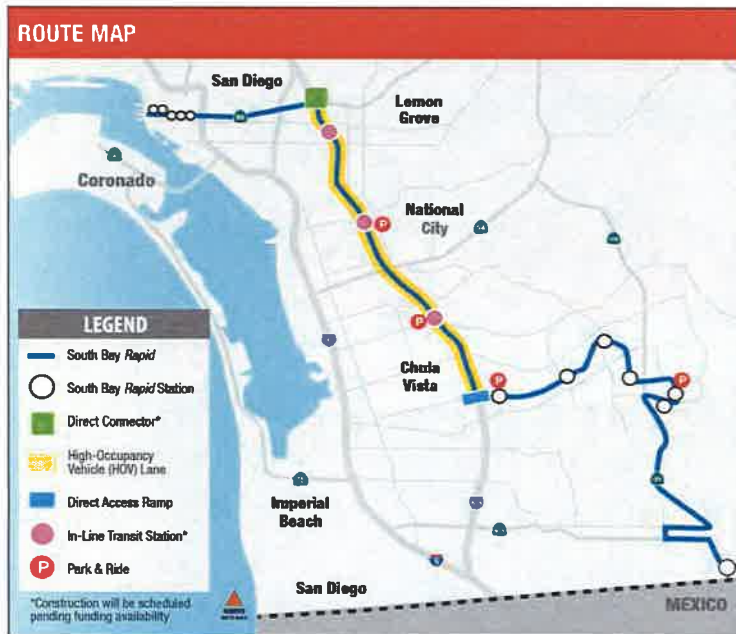 ROUTE MAP
San Diego
Lemon
Grove
Coronado
National
City
LEGEND
South Bay Rapid
South Bay Rapid Station
Direct Connector*
High-Occupancy
Vehicle (HOV) Lane
Direct Access Ramp
In-Line Transit Station*
P Park & Ride
*Construction will be scheduled
pending funding availability
Chula
Vista
Imperial
Beach
San Diego
MEXICO
P
P
P
P